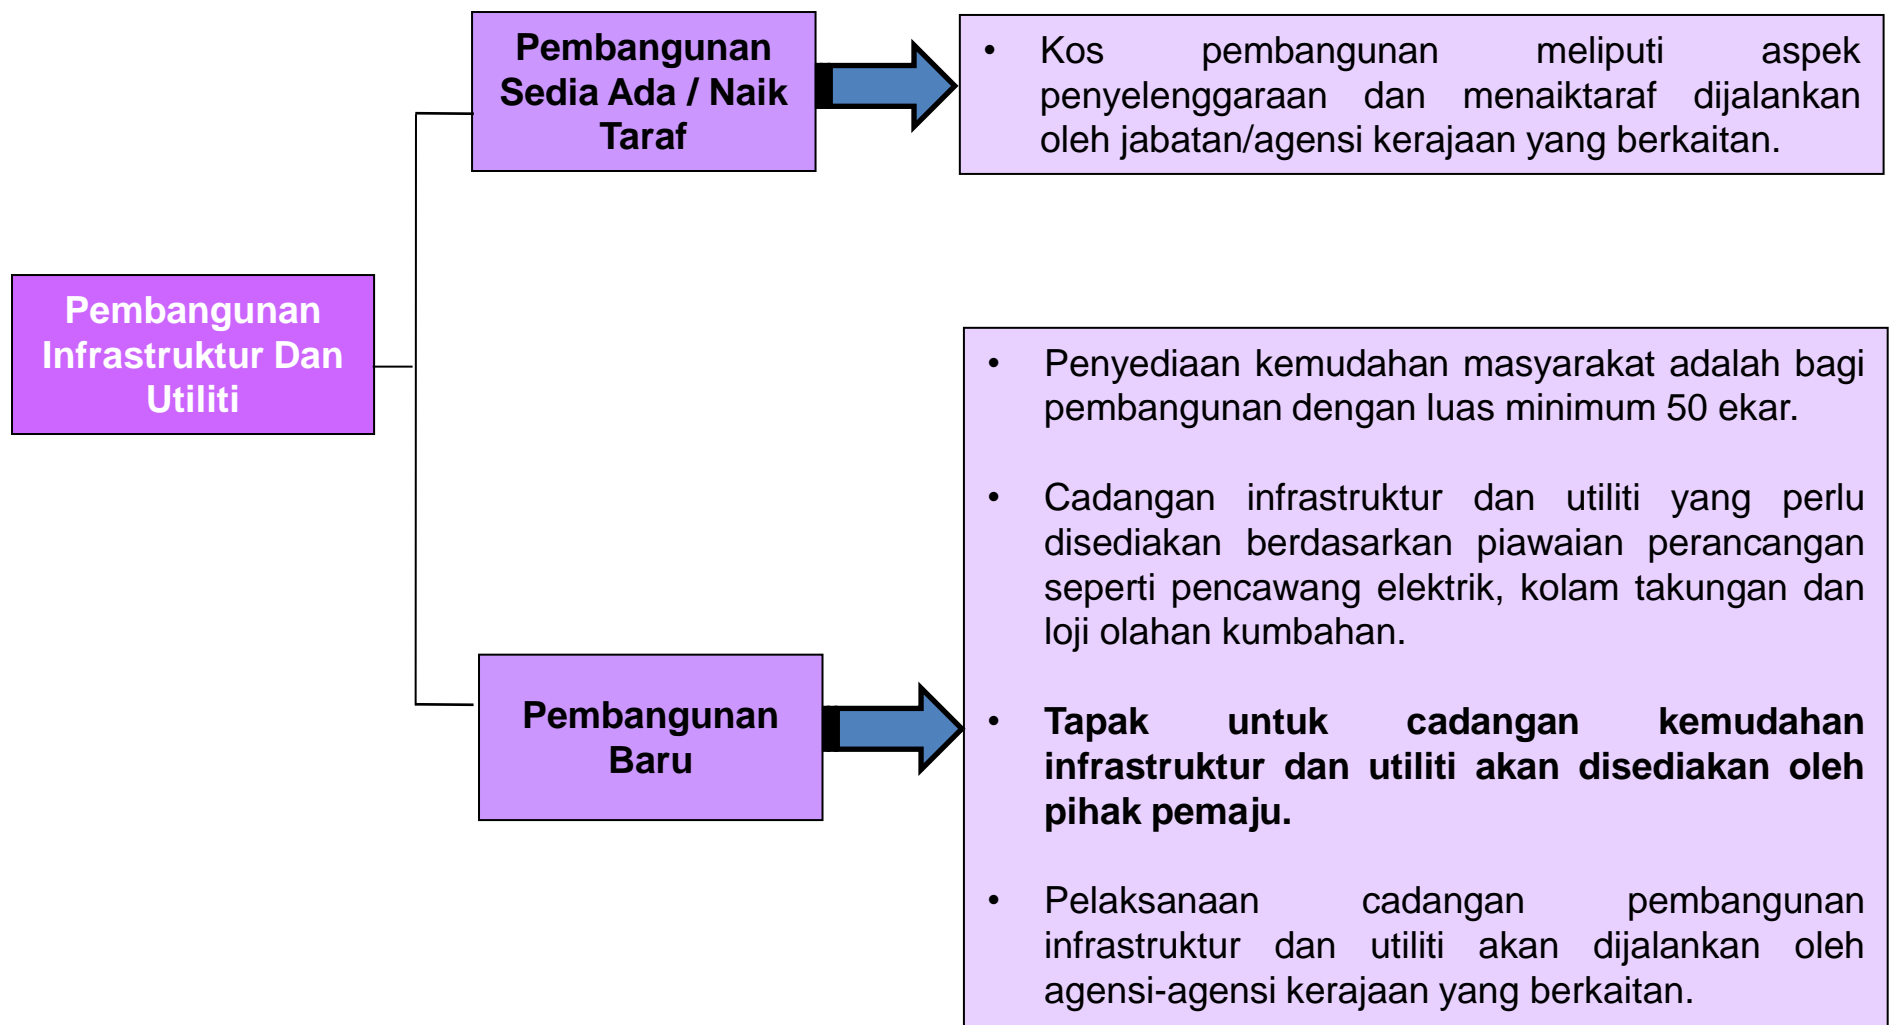 Pembangunan
Sedia Ada / Naik
Taraf
• Kos pembangunan meliputi aspek
penyelenggaraan dan menaiktaraf dijalankan
oleh jabatan/agensi kerajaan yang berkaitan.
Pembangunan
Infrastruktur Dan
Utiliti
Pembangunan
Baru
• Penyediaan kemudahan masyarakat adalah bagi
pembangunan dengan luas minimum 50 ekar.
• Cadangan infrastruktur dan utiliti yang perlu
disediakan berdasarkan piawaian perancangan
seperti pencawang elektrik, kolam takungan dan
loji olahan kumbahan.
• Tapak untuk cadangan kemudahan
infrastruktur dan utiliti akan disediakan oleh
pihak pemaju.
• Pelaksanaan cadangan pembangunan
infrastruktur dan utiliti akan dijalankan oleh
agensi-agensi kerajaan yang berkaitan.